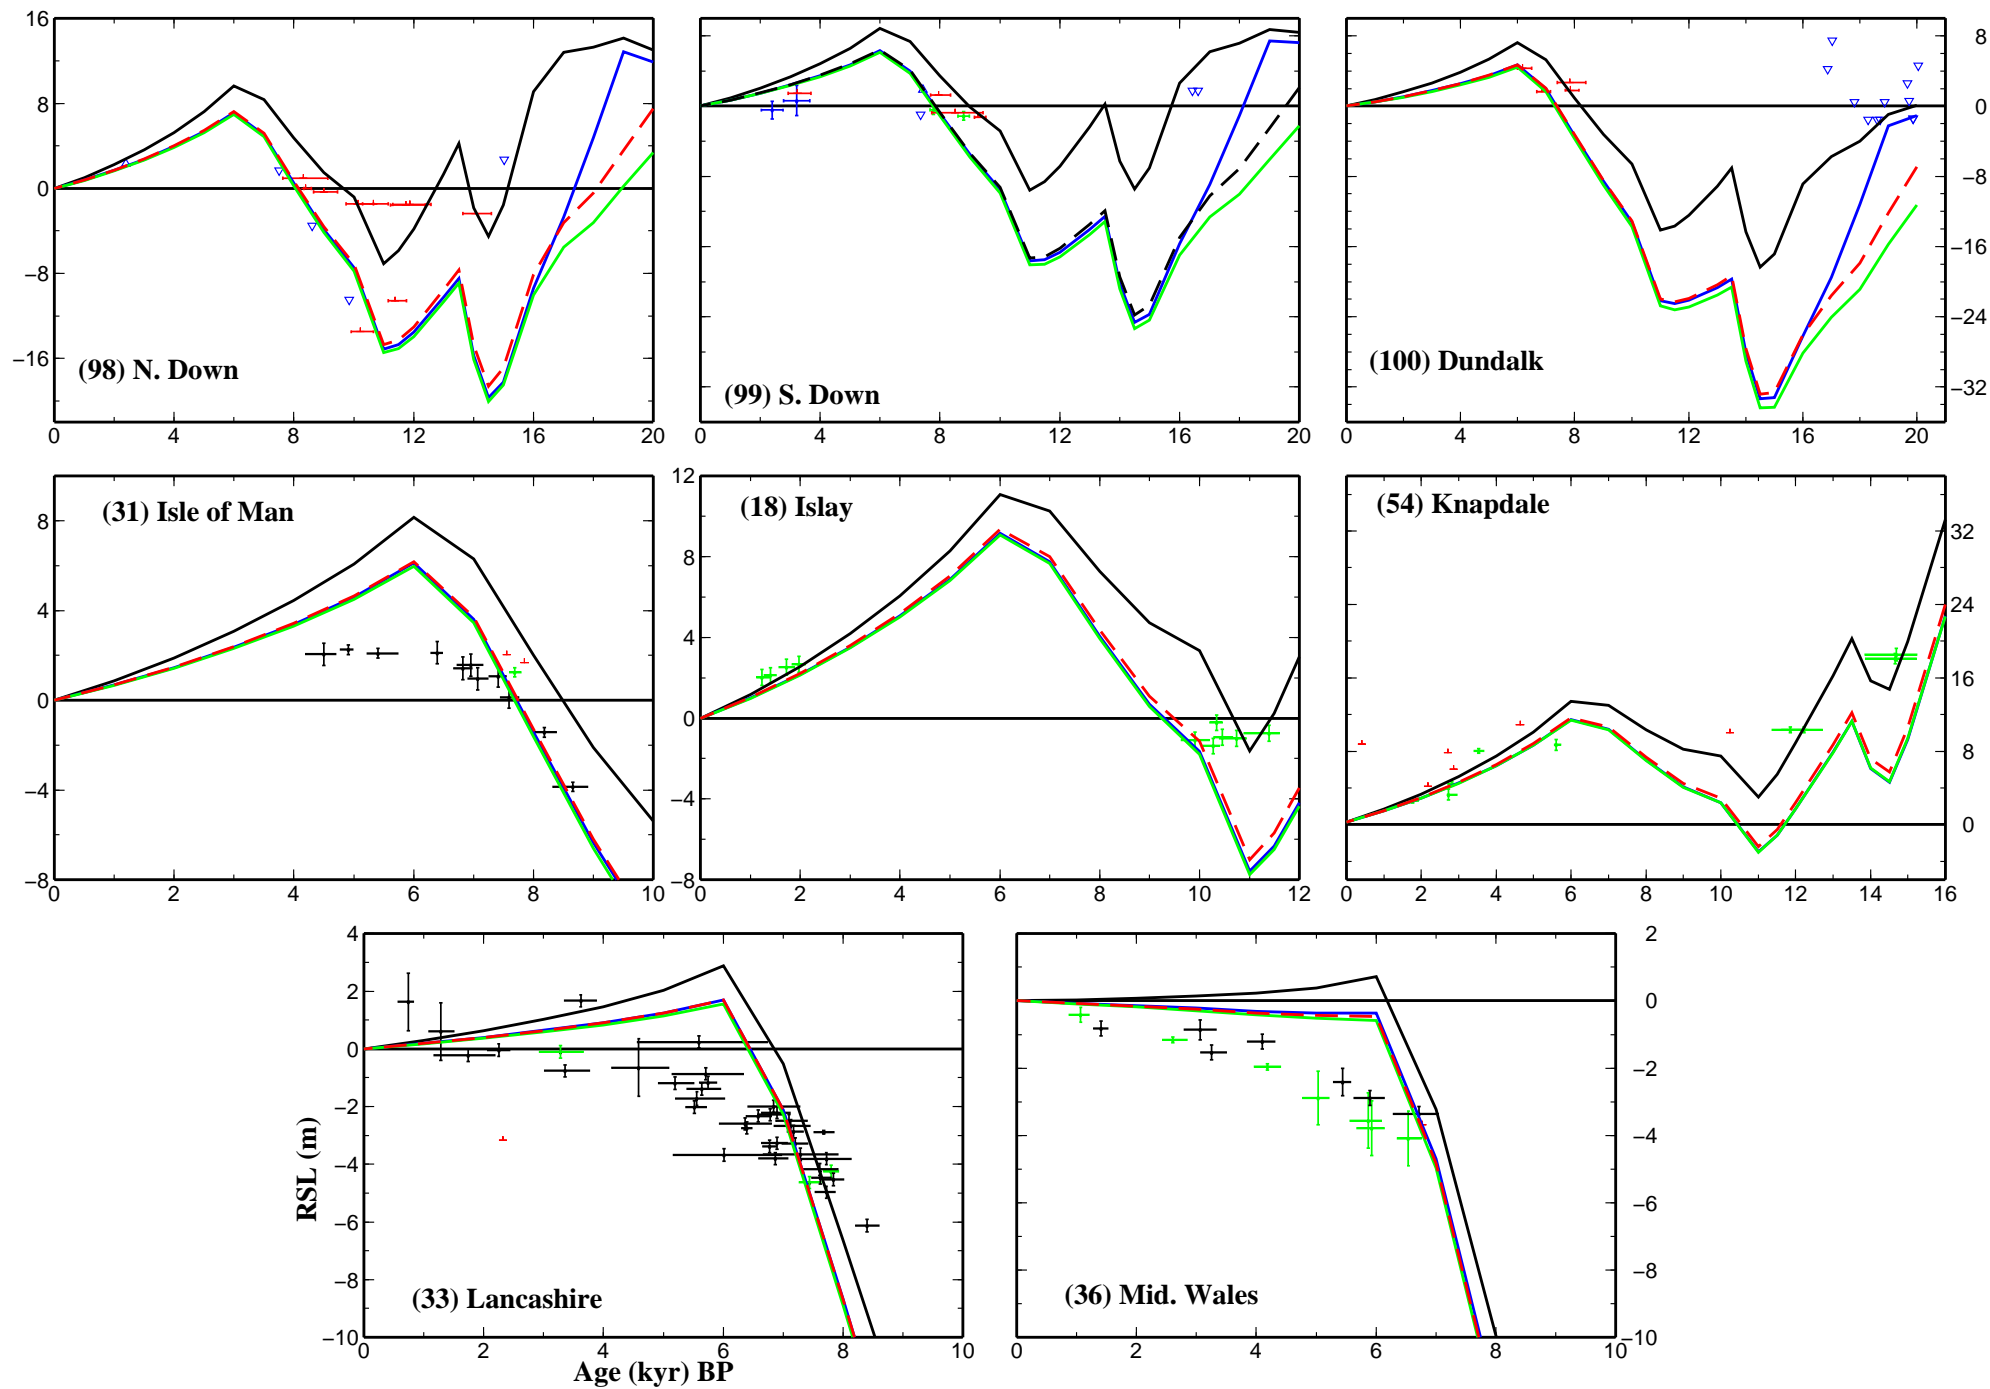 16
8
0
−8
−16
(98) N. Down
0 4 8 12 16 20
(99) S. Down
0 4 8 12 16 20
8
0
−8
−16
−24
−32
(100) Dundalk
0 4 8 12 16 20
8
4
0
−4
−8
(31) Isle of Man
0 2 4 6 8 10
12
8
4
0
−4
−8
(18) Islay
0 2 4 6 8 10 12
32
24
16
8
0
(54) Knapdale
0 2 4 6 8 10 12 14 16
4
2
0
−2
−4
−6
−8
−10
RSL (m)
(33) Lancashire
0 2 4 6 8 10
Age (kyr) BP
2
0
−2
−4
−6
−8
−10
(36) Mid. Wales
0 2 4 6 8 10